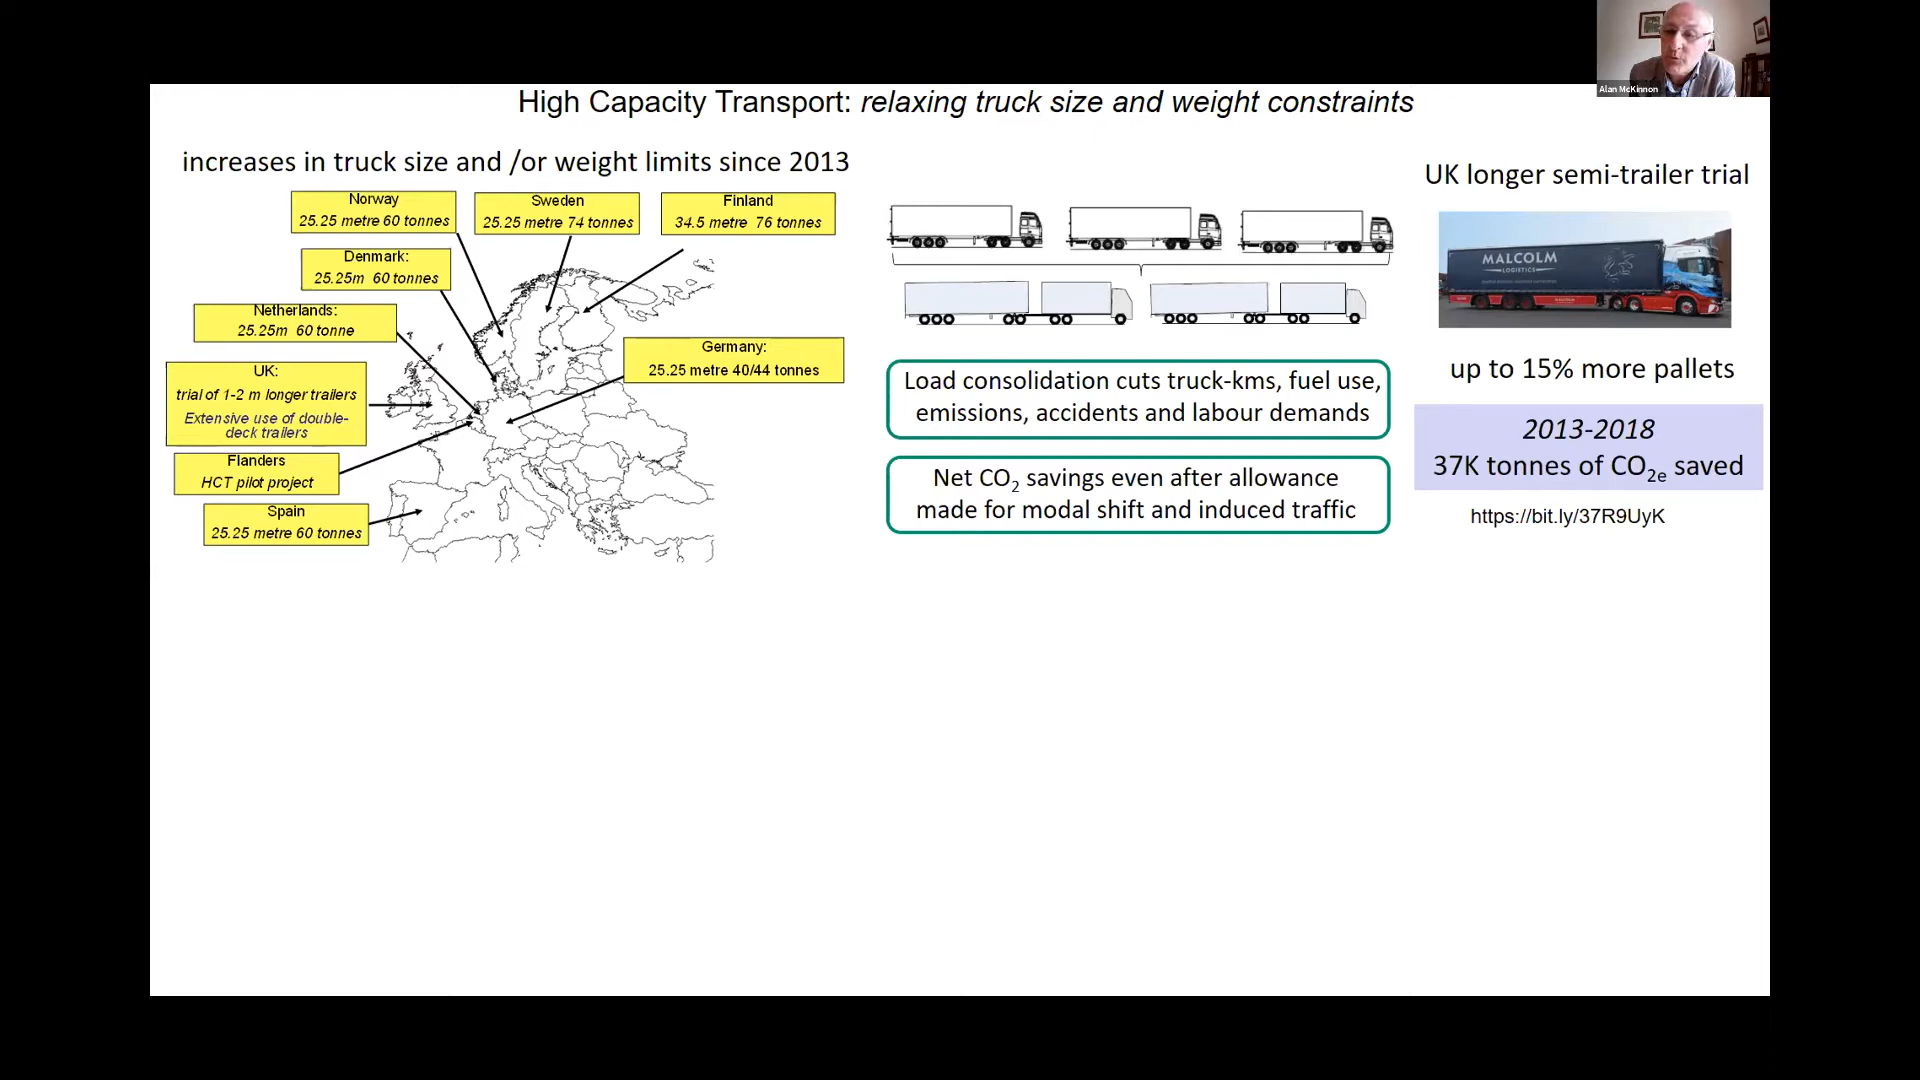 Alan McKinnon
High Capacity Transport: relaxing truck size and weight constraints
increases in truck size and /or weight limits since 2013
Norway
25.25 metre 60 tonnes
Sweden
25.25 metre 74 tonnes
Finland
34.5 metre 76 tonnes
Denmark:
25.25m 60 tonnes
Netherlands:
25.25m 60 tonne
Germany:
25.25 metre 40/44 tonnes
UK:
trial of 1-2 m longer trailers
Extensive use of double-
deck trailers
Flanders
HCT pilot project
Spain
25.25 metre 60 tonnes
Load consolidation cuts truck-kms, fuel use,
emissions, accidents and labour demands
Net CO2 savings even after allowance
made for modal shift and induced traffic
UK longer semi-trailer trial
MALCOLM
LOGISTICS
up to 15% more pallets
2013-2018
37K tonnes of CO2e saved
https://bit.ly/37R9UyK